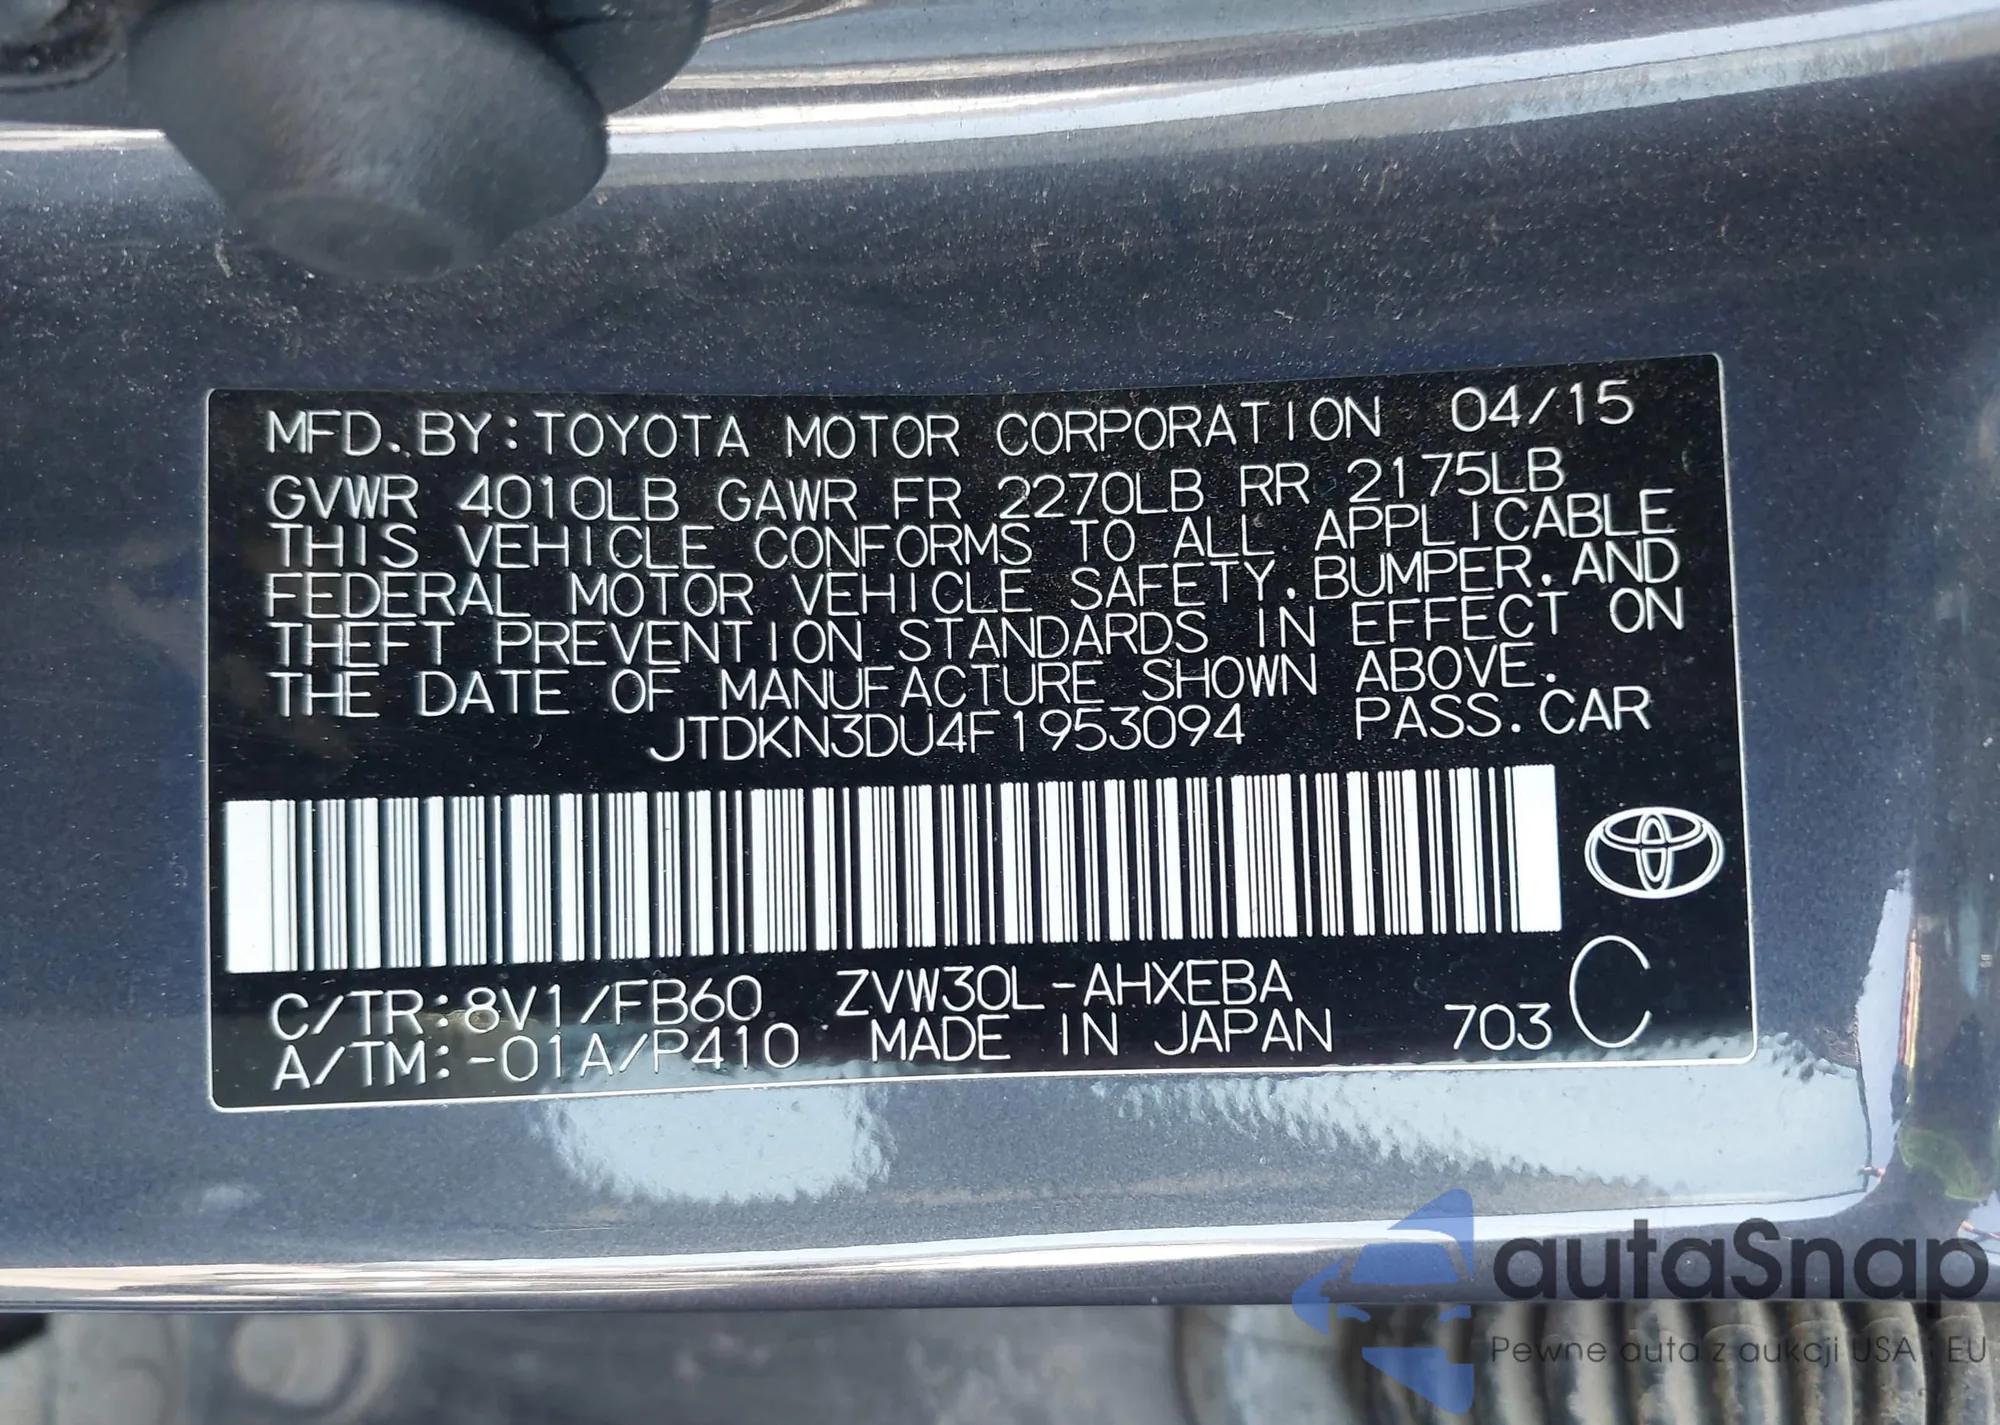 MFD. BY: TOYOTA MOTOR CORPORATION 04/15
GVWR 4010LB GAWR FR 2270LB RR 2175LB
THIS VEHICLE CONFORMS TO ALL APPLICABLE
FEDERAL MOTOR VEHICLE SAFETY, BUMPER, AND
THEFT PREVENTION STANDARDS IN EFFECT ON
THE DATE OF MANUFACTURE SHOWN ABOVE.
JTDKN3DU4F1953094 PASS. CAR
C/TR: 8V1/FB60 ZVW30L-AHXEBA
A/TM: -01A/P410 MADE IN JAPAN 703 C
autaSnap
Pewne auta z aukcji USA i EU